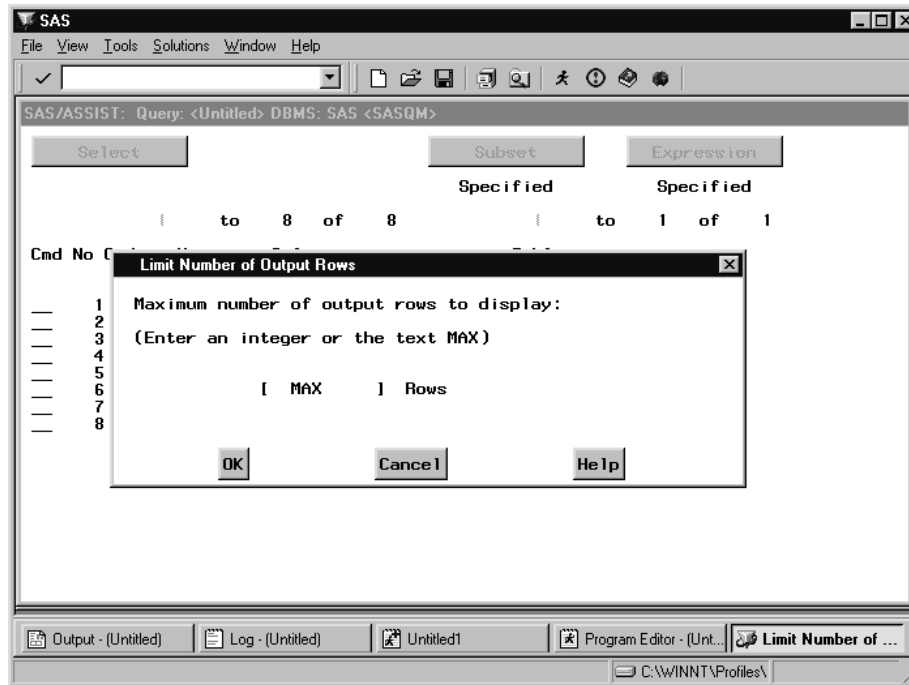 SAS
File View Tools Solutions Window Help
SAS/ASSIST: Query: <Untitled> DBMS: SAS <SASQM>
Select Subset Expression
Specified Specified
to 8 of 8 to 1 of 1
Cmd No
Limit Number of Output Rows
1 Maximum number of output rows to display:
2
3 (Enter an integer or the text MAX)
4
5
6 [ MAX ] Rows
7
8
OK Cancel Help
Output - (Untitled) Log - (Untitled) Untitled1 Program Editor - (Unt... Limit Number of ...
C:\WINNT\Profiles\